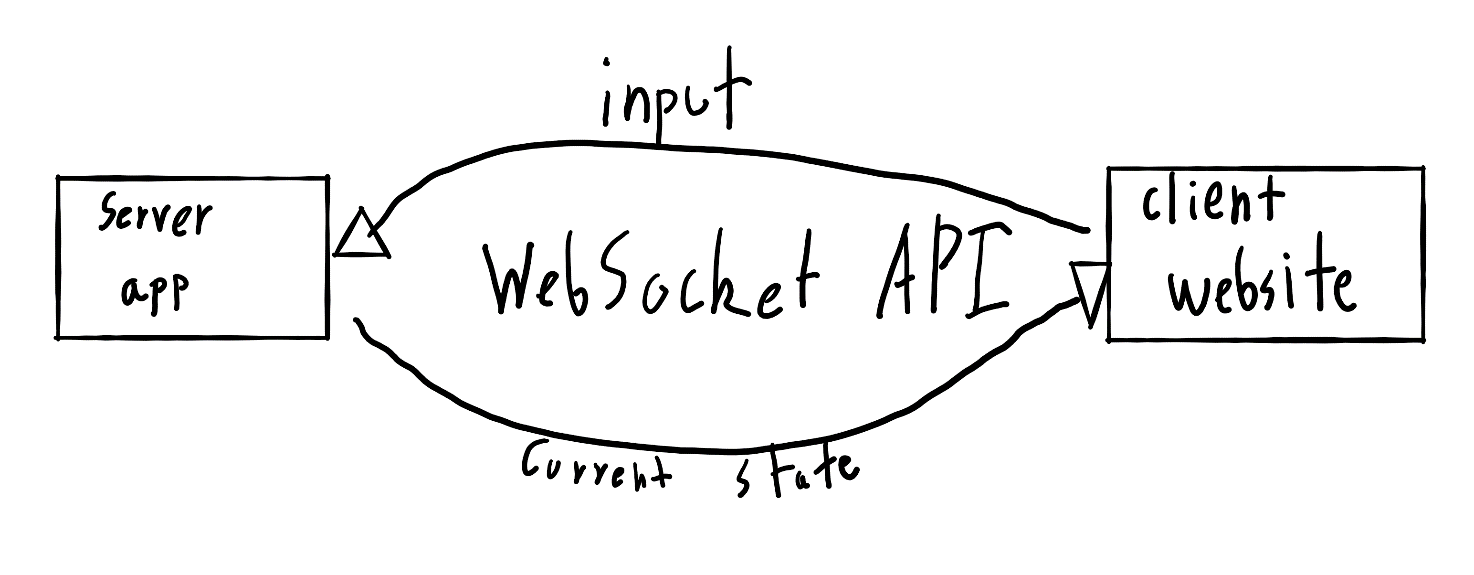 input
Server
app
WebSocket API
client
website
Current state